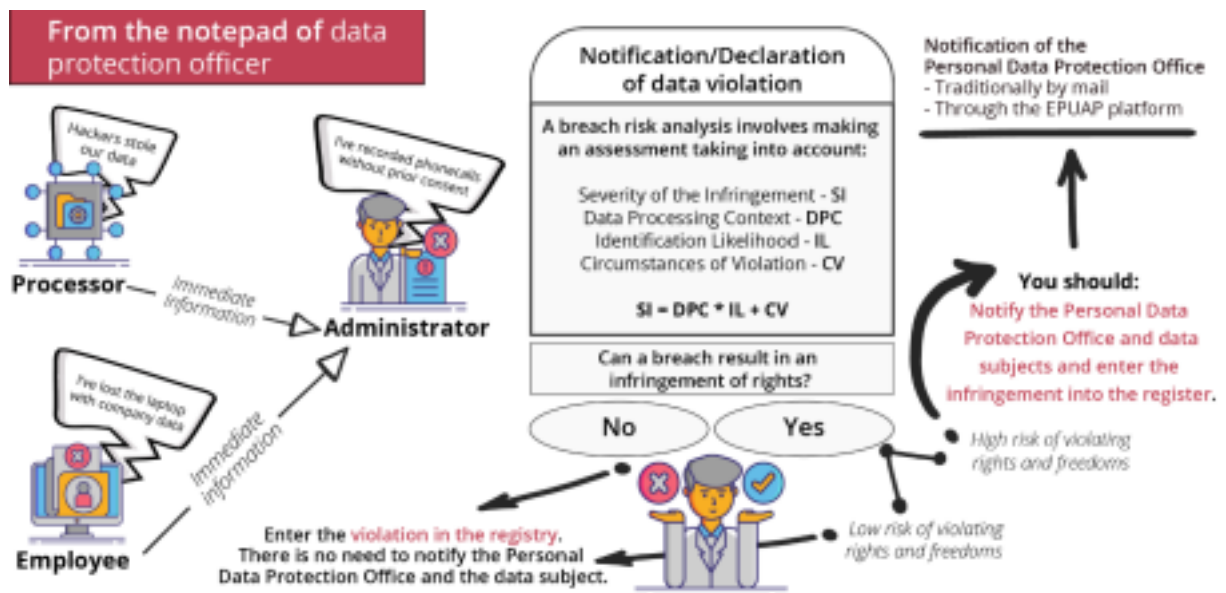 From the notepad of data
protection officer
Hackers stole
our data
Processor
Immediate
information
I've recorded phonecalls
without prior consent
Administrator
I've lost the laptop
with company data
Employee
Immediate
information
Notification/Declaration
of data violation
A breach risk analysis involves making
an assessment taking into account:
Severity of the Infringement - SI
Data Processing Context - DPC
Identification Likelihood - IL
Circumstances of Violation - CV
SI = DPC * IL + CV
Can a breach result in an
infringement of rights?
No
Yes
Enter the violation in the registry.
There is no need to notify the Personal
Data Protection Office and the data subject.
Low risk of violating
rights and freedoms
High risk of violating
rights and freedoms
You should:
Notify the Personal Data
Protection Office and data
subjects and enter the
infringement into the register.
Notification of the
Personal Data Protection Office
- Traditionally by mail
- Through the EPUAP platform